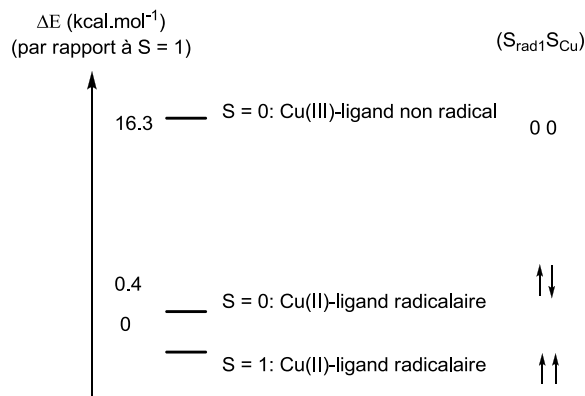 ΔE (kcal.mol⁻¹)
(par rapport à S = 1)
(S_rad1S_Cu)
16.3
S = 0: Cu(III)-ligand non radical
0 0
0.4
S = 0: Cu(II)-ligand radicalaire
0
S = 1: Cu(II)-ligand radicalaire